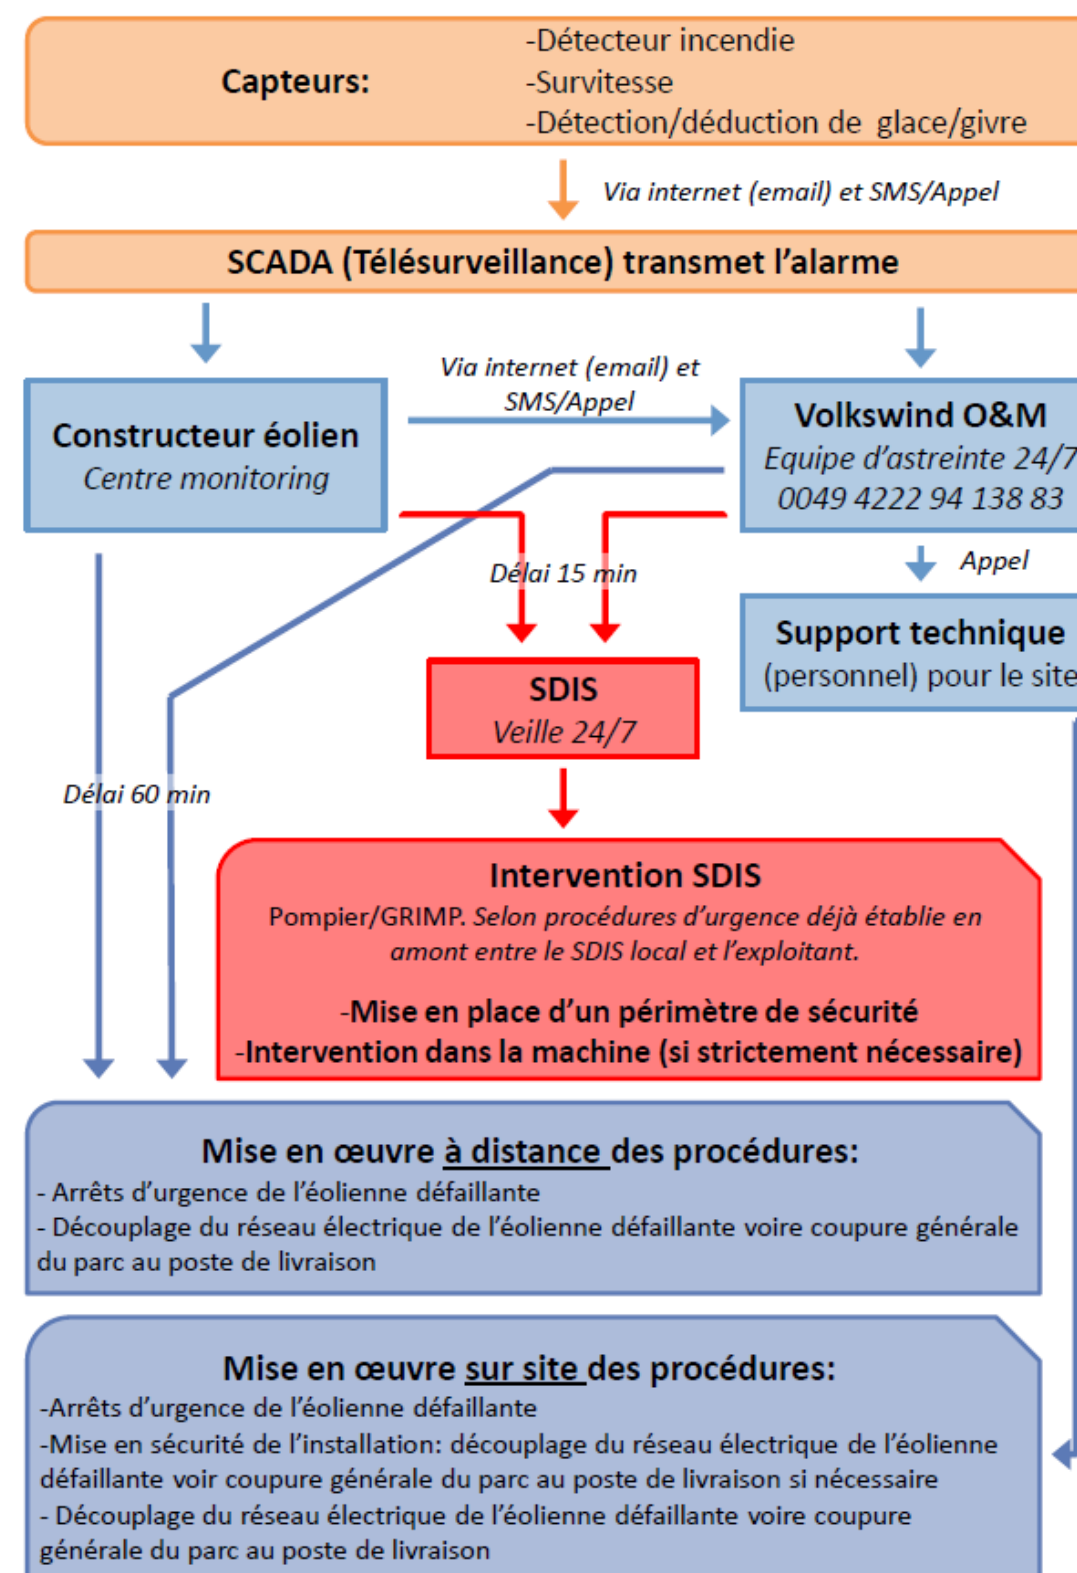 Capteurs:
-Détecteur incendie
-Survitesse
-Détection/déduction de glace/givre
Via internet (email) et SMS/Appel
SCADA (Télésurveillance) transmet l’alarme
Via internet (email) et
SMS/Appel
Constructeur éolien
Centre monitoring
Volkswind O&M
Equipe d’astreinte 24/7
0049 4222 94 138 83
Délai 15 min
Appel
Support technique
(personnel) pour le site
SDIS
Veille 24/7
Délai 60 min
Intervention SDIS
Pompier/GRIMP. Selon procédures d’urgence déjà établie en
amont entre le SDIS local et l’exploitant.
-Mise en place d’un périmètre de sécurité
-Intervention dans la machine (si strictement nécessaire)
Mise en œuvre à distance des procédures:
- Arrêts d’urgence de l’éolienne défaillante
- Découplage du réseau électrique de l’éolienne défaillante voire coupure générale
du parc au poste de livraison
Mise en œuvre sur site des procédures:
-Arrêts d’urgence de l’éolienne défaillante
-Mise en sécurité de l’installation: découplage du réseau électrique de l’éolienne
défaillante voir coupure générale du parc au poste de livraison si nécessaire
- Découplage du réseau électrique de l’éolienne défaillante voire coupure
générale du parc au poste de livraison